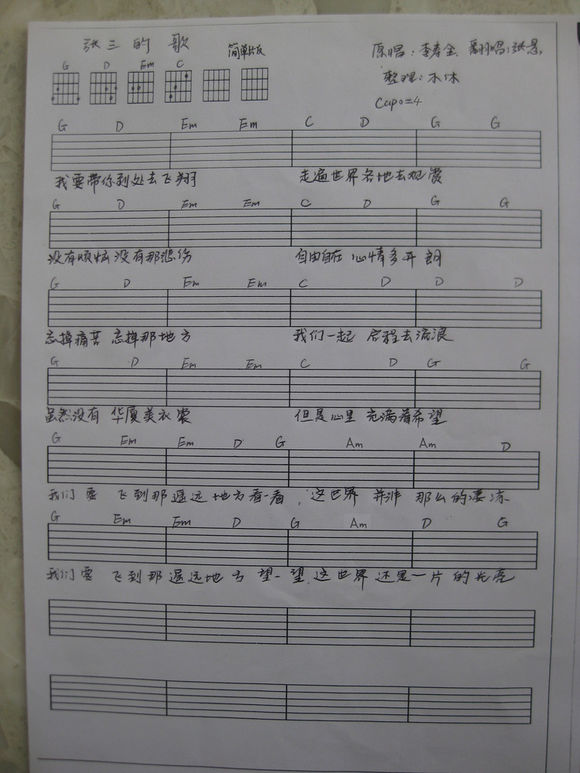 张三的歌 简单版 原唱：李寿全 翻唱：张悬
整理：木木
G D Em C
Capo=4
G D Em Em C D G G
我要带你到处去飞翔 走遍世界各地去观赏
G D Em Em C D G G
没有烦恼没有那悲伤 自由自在 心情多开朗
G D Em Em C D D D
忘掉痛苦 忘掉那地方 我们一起 启程去流浪
G D Em Em C D G G
虽然没有 华厦美衣裳 但是心里 充满着希望
G Em Em D G Am Am D
我们要 飞到那遥远地方看一看，这世界 并非 那么的凄凉
G Em Em D G Am D G
我们要 飞到那遥远地方 望一望，这世界 还是一片的光亮